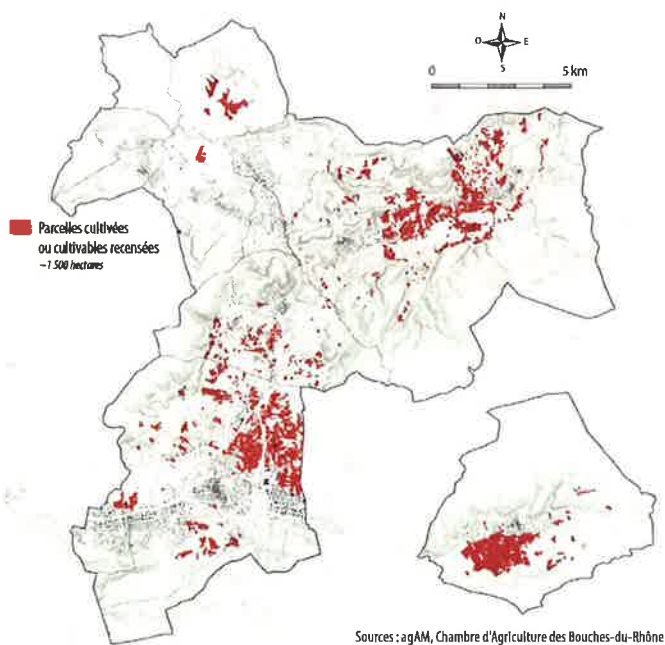 N
O E
S
0 5 km
Parcelles cultivées
ou cultivables recensées
~1 500 hectares
Sources : agAM, Chambre d'Agriculture des Bouches-du-Rhône